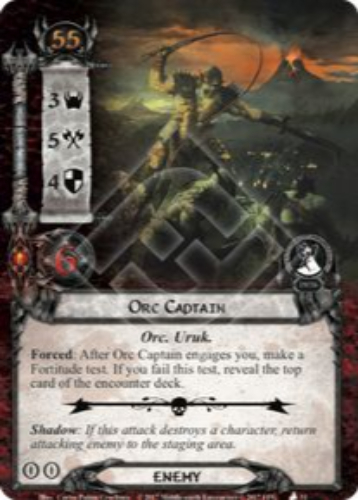 55
3
5
4
6
ORC CAPTAIN
Orc. Uruk.
Forced: After Orc Captain engages you, make a
Fortitude test. If you fail this test, reveal the top
card of the encounter deck.
Shadow: If this attack destroys a character, return
attacking enemy to the staging area.
0 0
ENEMY